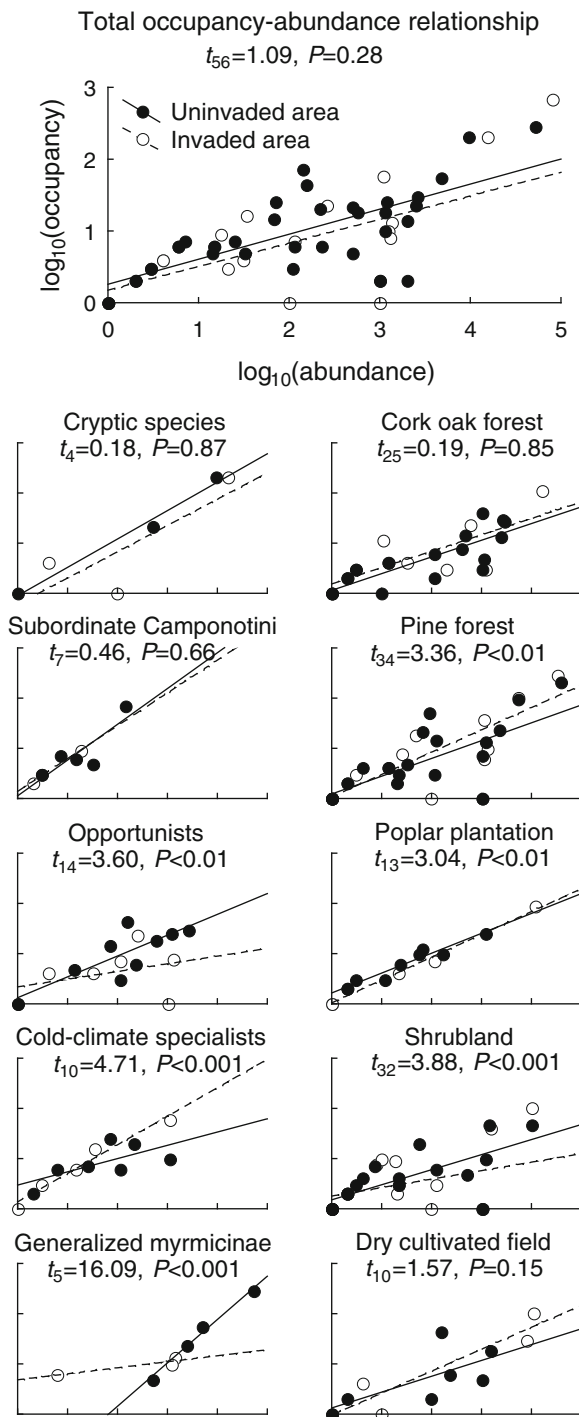 Total occupancy-abundance relationship
t₅₆=1.09, P=0.28
3
Uninvaded area
Invaded area
2
log₁₀(occupancy)
1
0
0 1 2 3 4 5
log₁₀(abundance)
Cryptic species
t₄=0.18, P=0.87
Cork oak forest
t₂₅=0.19, P=0.85
Subordinate Camponotini
t₇=0.46, P=0.66
Pine forest
t₃₄=3.36, P<0.01
Opportunists
t₁₄=3.60, P<0.01
Poplar plantation
t₁₃=3.04, P<0.01
Cold-climate specialists
t₁₀=4.71, P<0.001
Shrubland
t₃₂=3.88, P<0.001
Generalized myrmicinae
t₅=16.09, P<0.001
Dry cultivated field
t₁₀=1.57, P=0.15